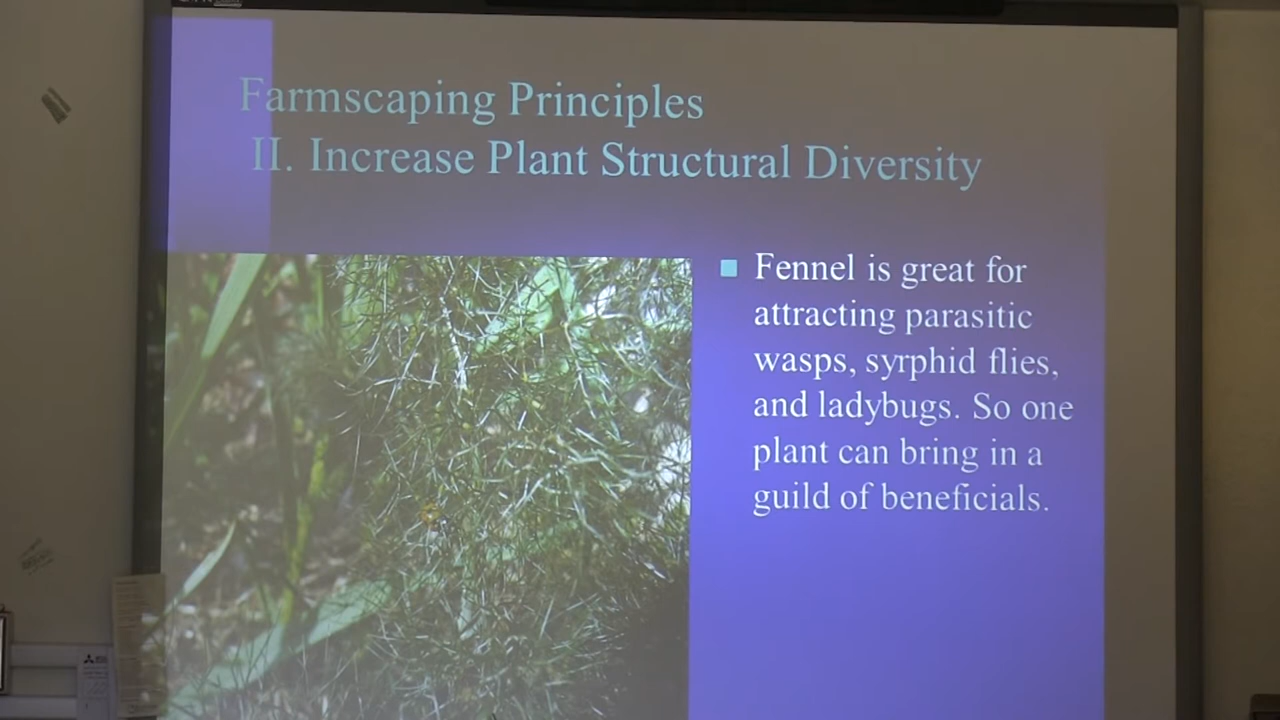 Farmscaping Principles
II. Increase Plant Structural Diversity
Fennel is great for
attracting parasitic
wasps, syrphid flies,
and ladybugs. So one
plant can bring in a
guild of beneficials.